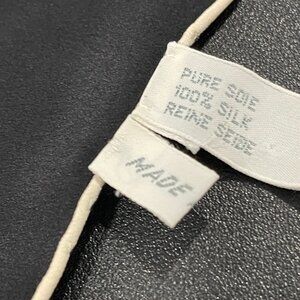 PURE SOIE
100% SILK
REINE SEIDE
MADE